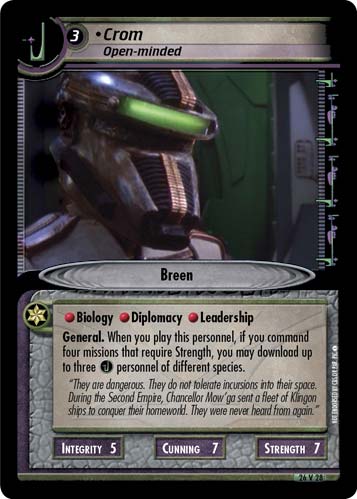 3 • Crom
Open-minded
Breen
Biology Diplomacy Leadership
General. When you play this personnel, if you command
four missions that require Strength, you may download up
to three personnel of different species.
"They are dangerous. They do not tolerate incursions into their space.
During the Second Empire, Chancellor Mow'ga sent a fleet of Klingon
ships to conquer their homeworld. They were never heard from again."
INTEGRITY 5 CUNNING 7 STRENGTH 7
26 V 28